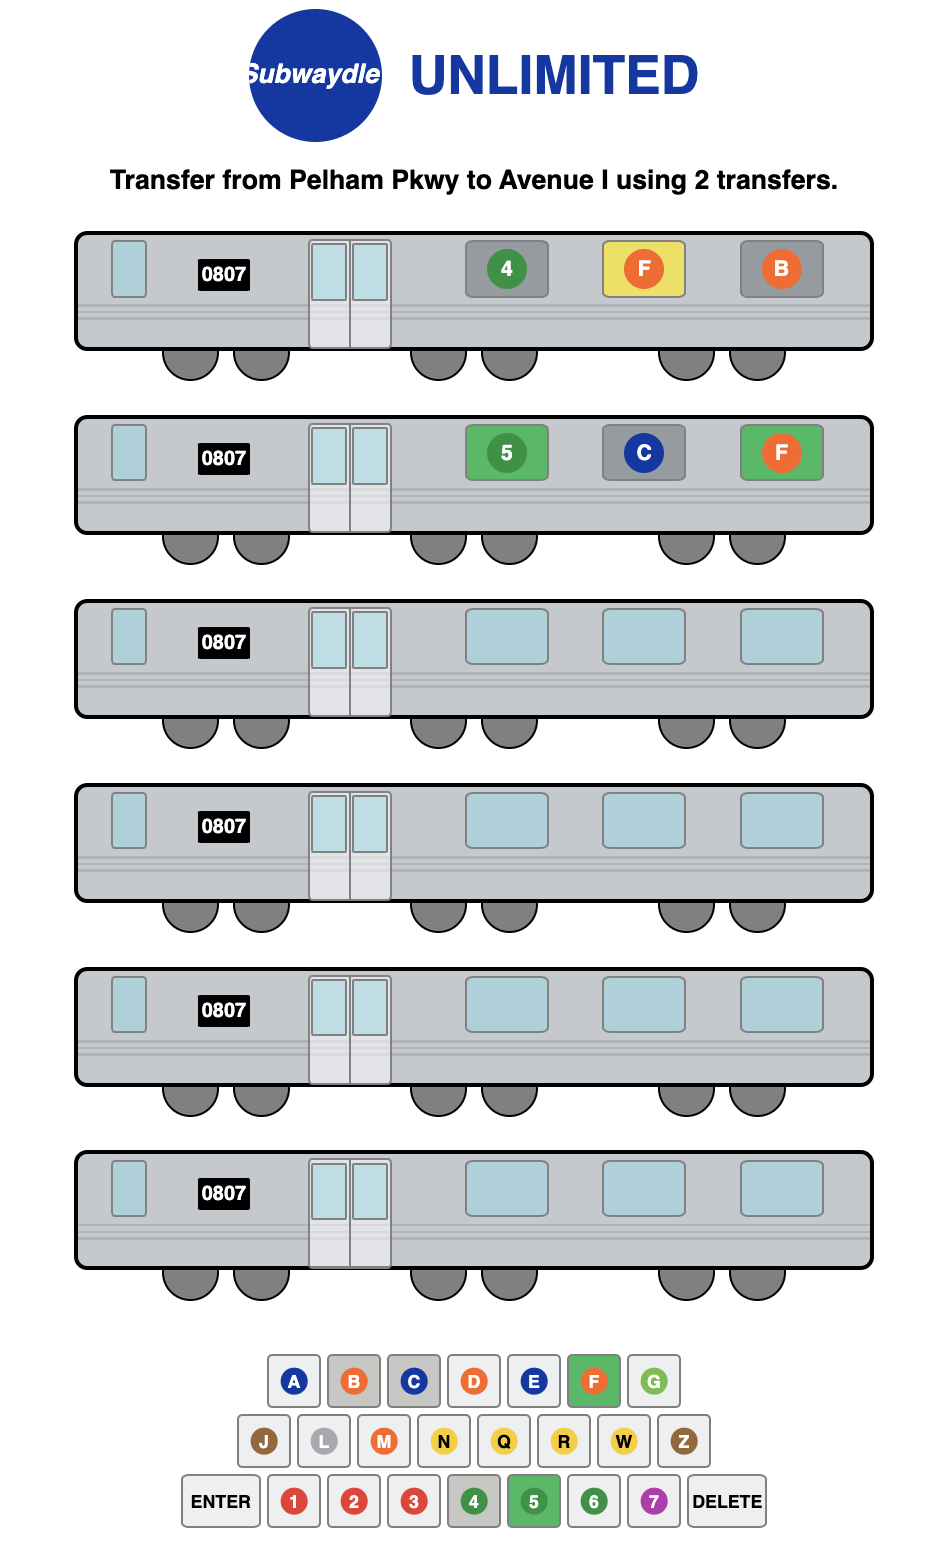 Subwaydle UNLIMITED
Transfer from Pelham Pkwy to Avenue I using 2 transfers.
0807 4 F B
0807 5 C F
0807
0807
0807
0807
A B C D E F G
J L M N Q R W Z
ENTER 1 2 3 4 5 6 7 DELETE